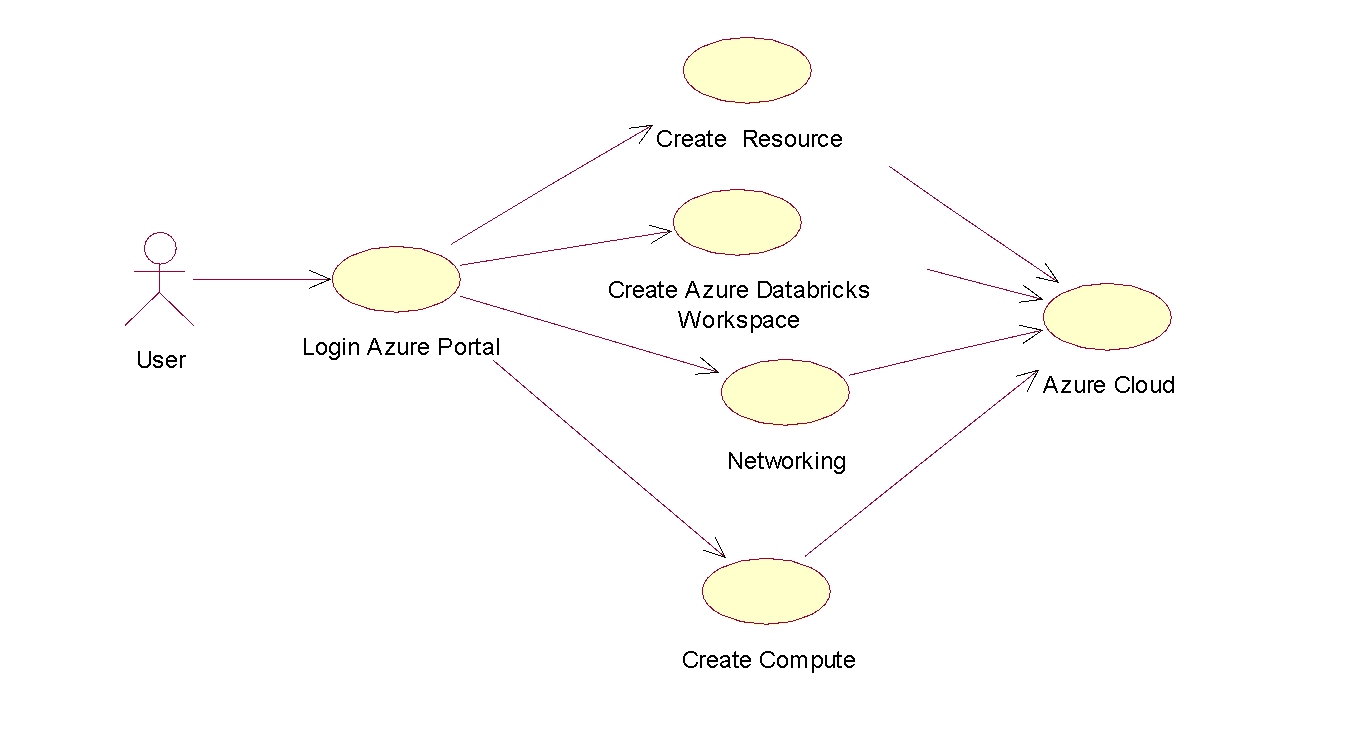 Create  Resource
Create Azure Databricks
Workspace
User
Login Azure Portal
Azure Cloud
Networking
Create Compute